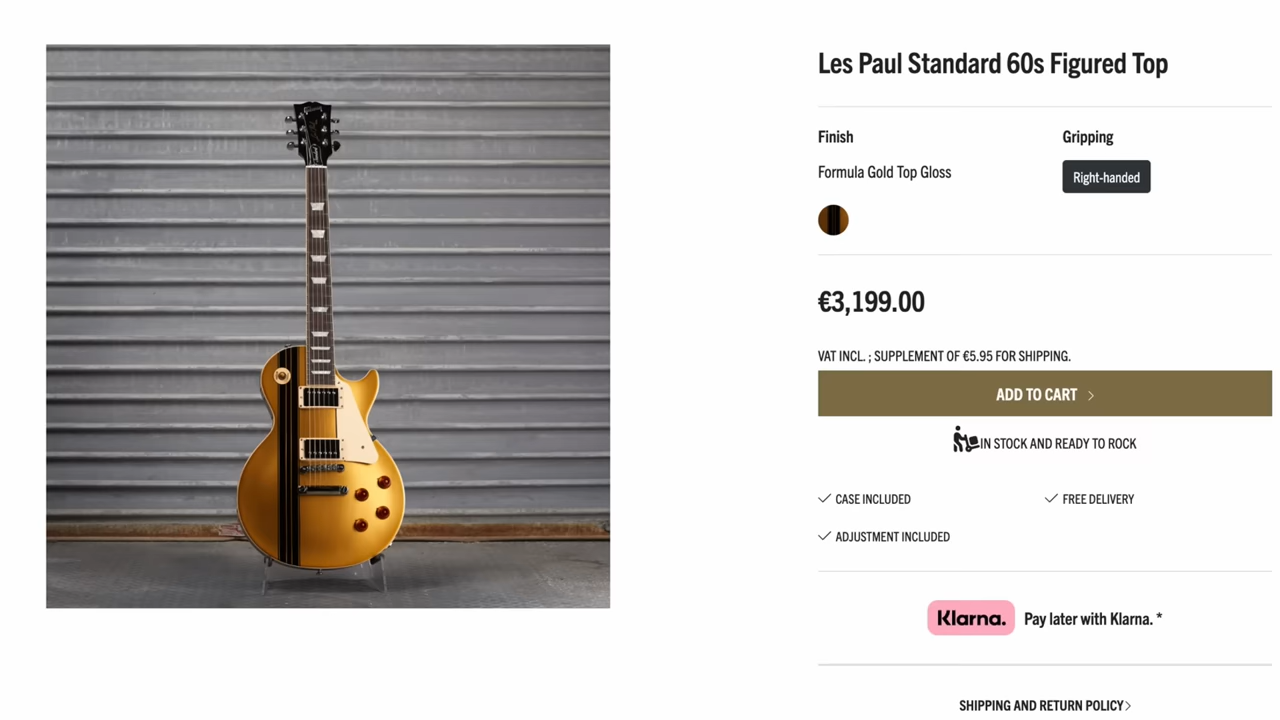 Les Paul Standard 60s Figured Top
Finish
Gripping
Formula Gold Top Gloss
Right-handed
€3,199.00
VAT INCL. ; SUPPLEMENT OF €5.95 FOR SHIPPING.
ADD TO CART
IN STOCK AND READY TO ROCK
CASE INCLUDED
FREE DELIVERY
ADJUSTMENT INCLUDED
Klarna. Pay later with Klarna. *
SHIPPING AND RETURN POLICY